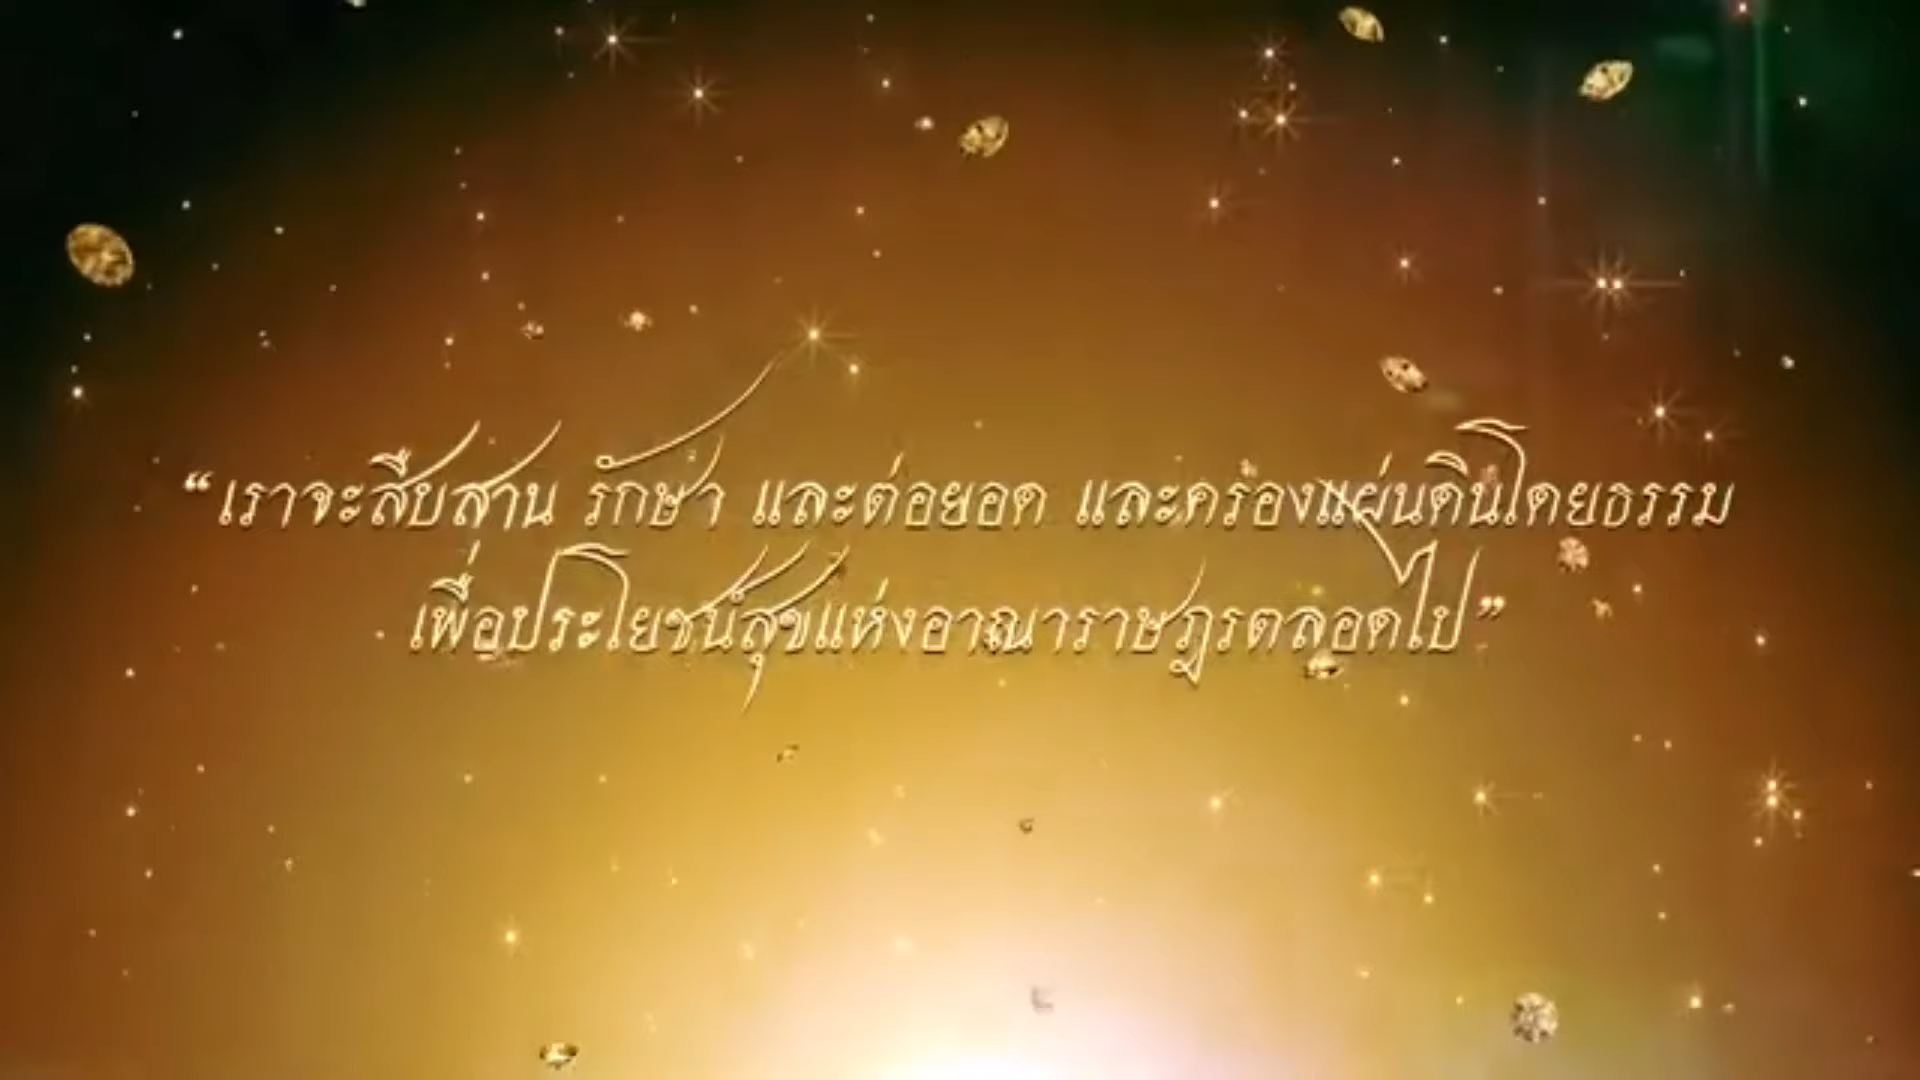 “เราจะสืบสาน รักษา และต่อยอด และครองแผ่นดินโดยธรรม
เพื่อประโยชน์สุขแห่งอาณาราษฎรตลอดไป”